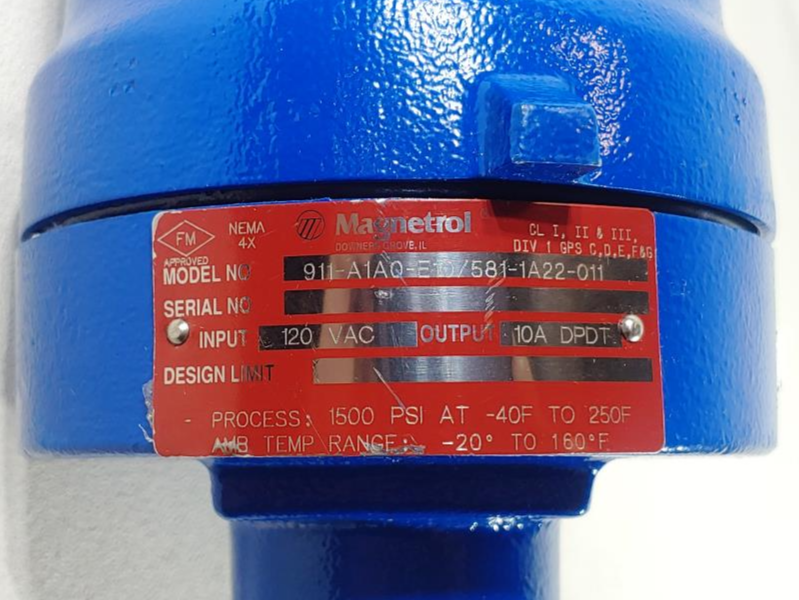 FM
APPROVED
NEMA
4X
Magnetrol
DOWNERS GROVE, IL
CL I, II & III,
DIV 1 GPS C,D,E,F&G
MODEL NO 911-A1AQ-E10/581-1A22-011
SERIAL NO
INPUT 120 VAC OUTPUT 10A DPDT
DESIGN LIMIT
- PROCESS: 1500 PSI AT -40F TO 250F
AMB TEMP RANGE: -20° TO 160°F